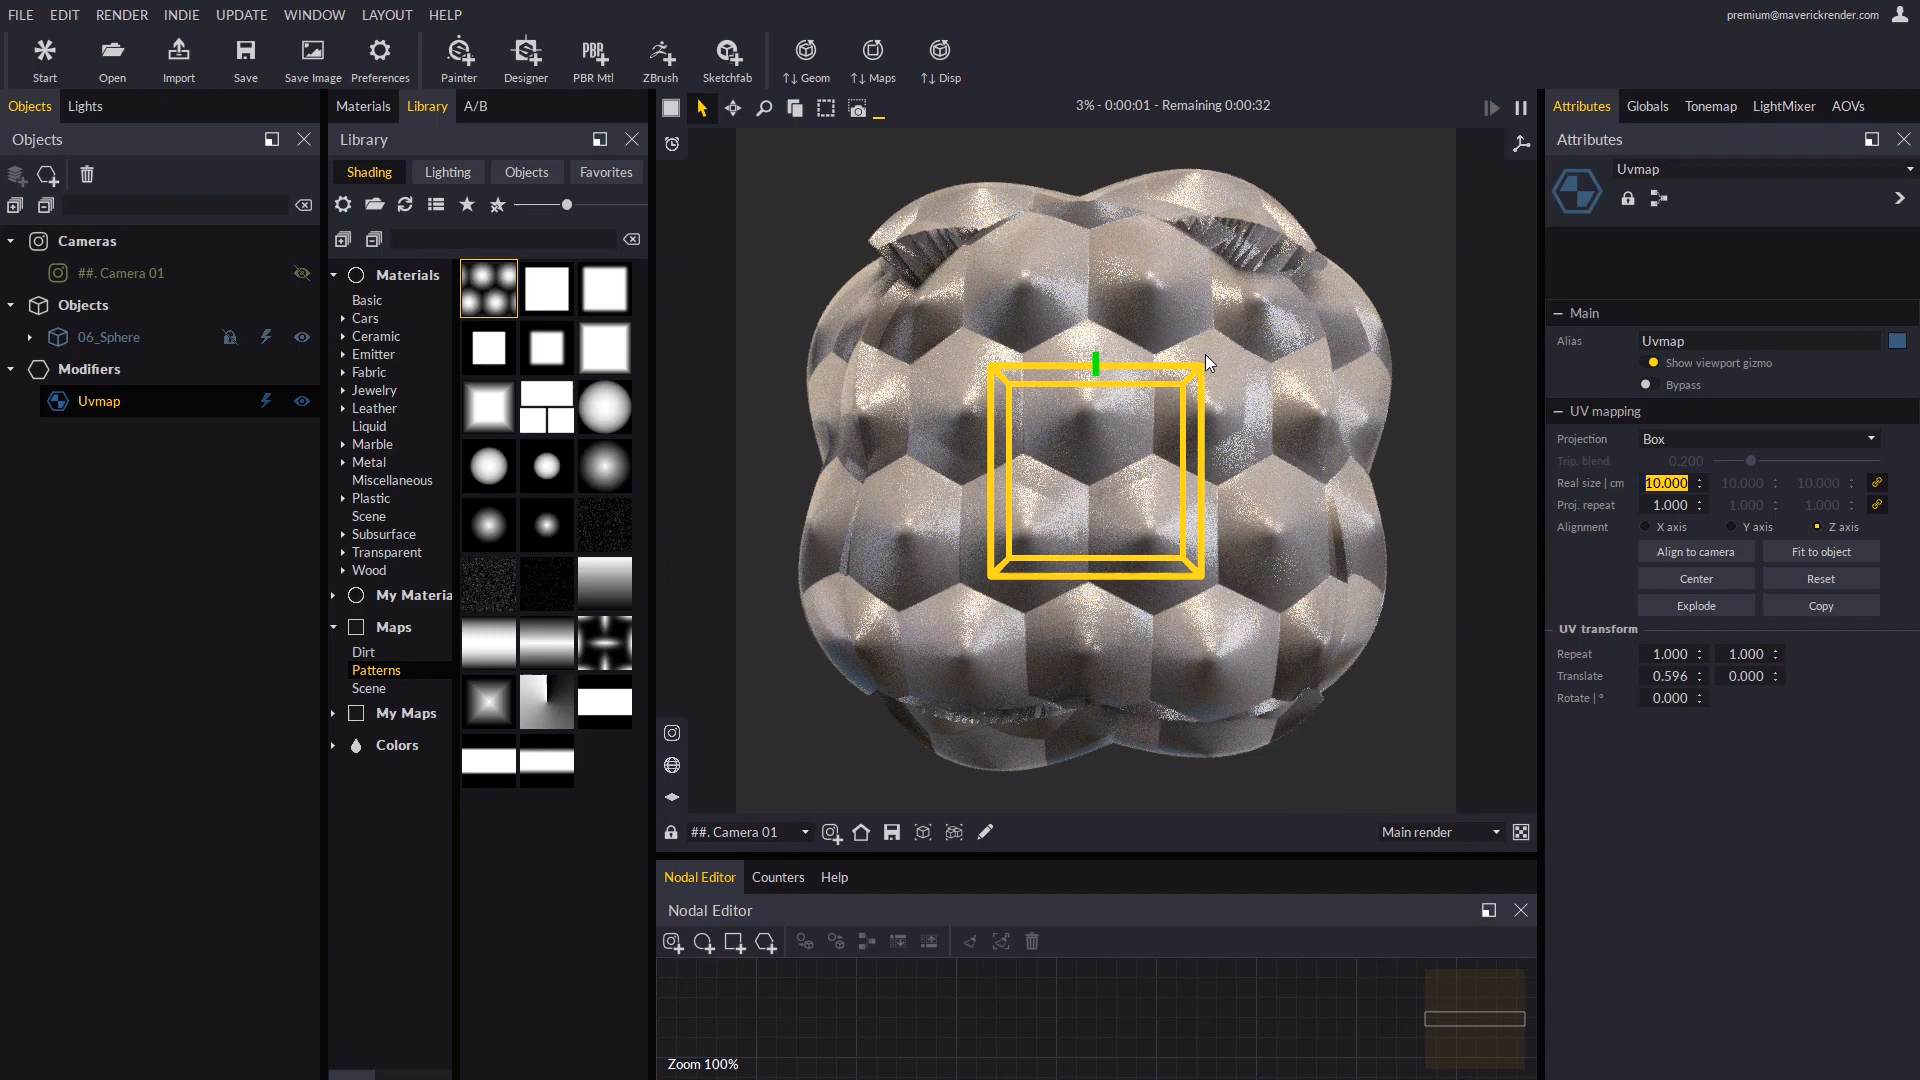 FILE EDIT RENDER INDIE UPDATE WINDOW LAYOUT HELP
premium@maverickrender.com
Start Open Import Save Save Image Preferences Painter Designer PBR Mtl ZBrush Sketchfab ↑↓ Geom ↑↓ Maps ↑↓ Disp
PBR
Objects Lights
Objects
Cameras
##. Camera 01
Objects
06_Sphere
Modifiers
Uvmap
Materials Library A/B
Library
Shading Lighting Objects Favorites
Materials
Basic
Cars
Ceramic
Emitter
Fabric
Jewelry
Leather
Liquid
Marble
Metal
Miscellaneous
Plastic
Scene
Subsurface
Transparent
Wood
My Materia
Maps
Dirt
Patterns
Scene
My Maps
Colors
3% - 0:00:01 - Remaining 0:00:32
##. Camera 01
Main render
Nodal Editor Counters Help
Nodal Editor
Zoom 100%
Attributes Globals Tonemap LightMixer AOVs
Attributes
Uvmap
Main
Alias Uvmap
Show viewport gizmo
Bypass
UV mapping
Projection Box
Trip. blend 0.200
Real size | cm 10.000 10.000 10.000
Proj. repeat 1.000 1.000 1.000
Alignment X axis Y axis Z axis
Align to camera Fit to object
Center Reset
Explode Copy
UV transform
Repeat 1.000 1.000
Translate 0.596 0.000
Rotate | ° 0.000